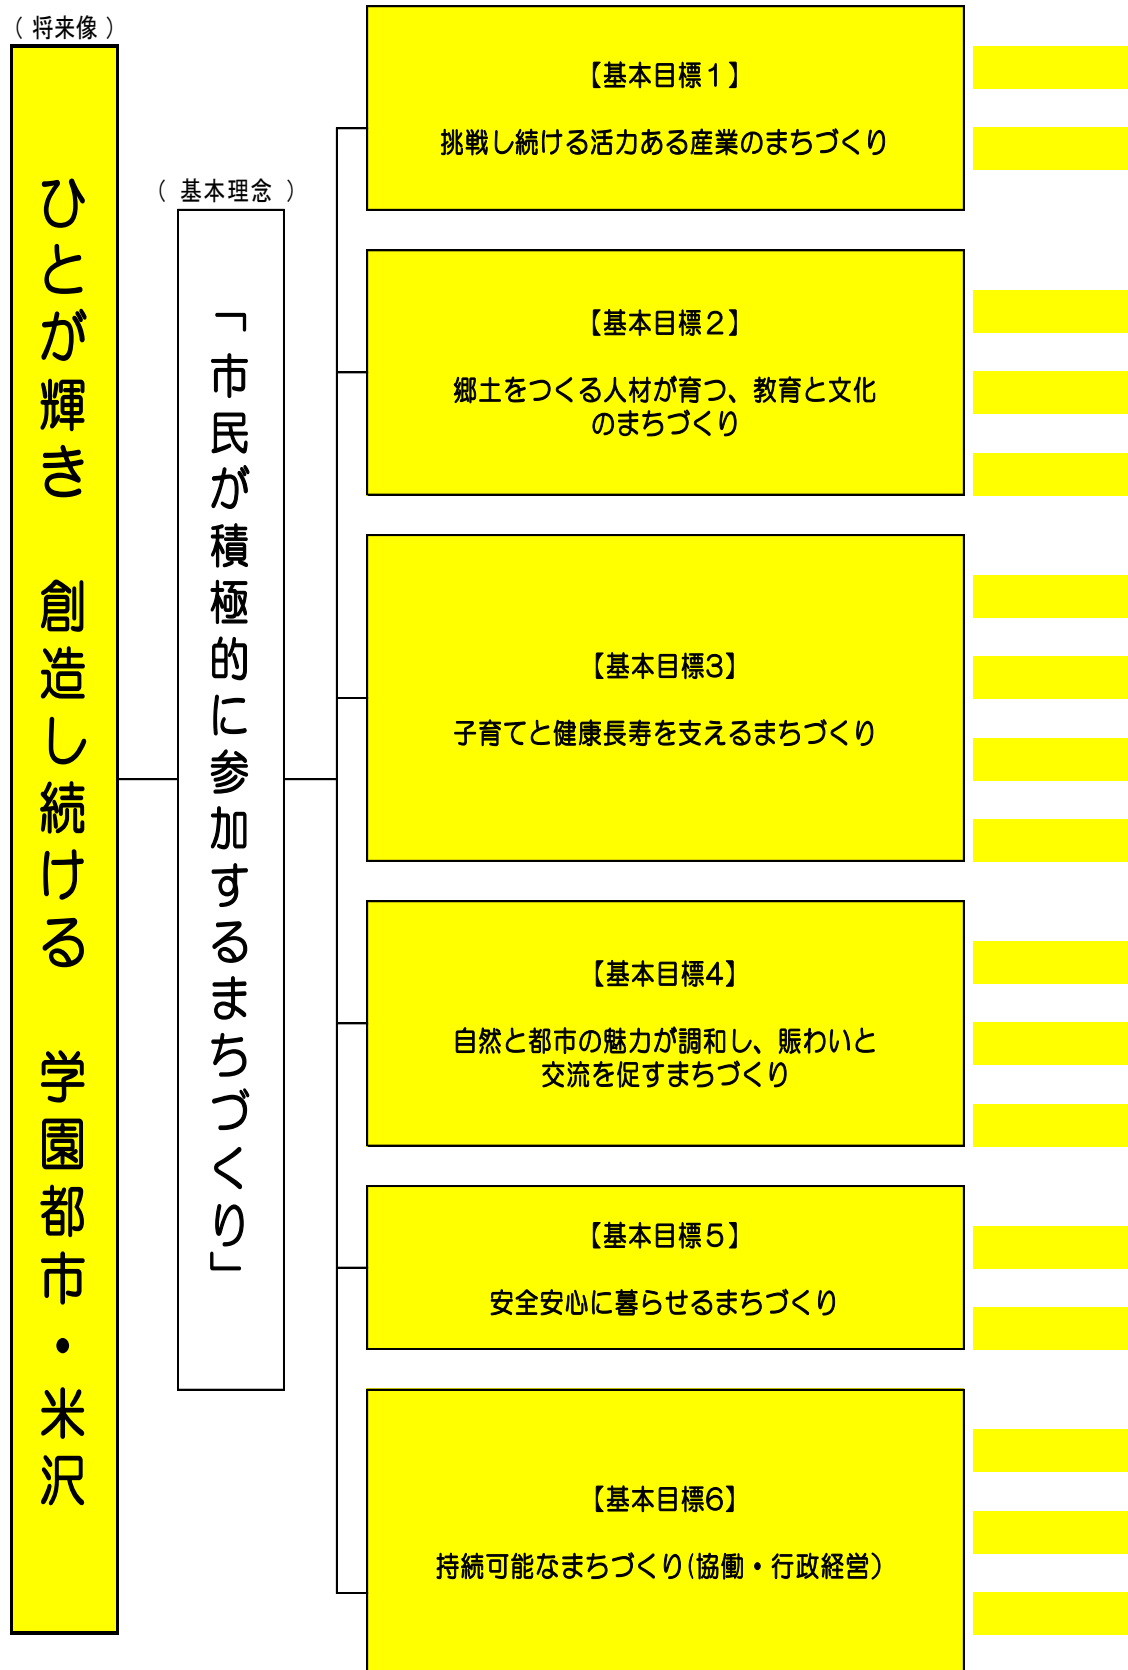 （ 将来像 ）
ひとが輝き　創造し続ける　学園都市・米沢
（ 基本理念 ）
「市民が積極的に参加するまちづくり」
【基本目標１】
挑戦し続ける活力ある産業のまちづくり
【基本目標２】
郷土をつくる人材が育つ、教育と文化
のまちづくり
【基本目標3】
子育てと健康長寿を支えるまちづくり
【基本目標4】
自然と都市の魅力が調和し、賑わいと
交流を促すまちづくり
【基本目標５】
安全安心に暮らせるまちづくり
【基本目標6】
持続可能なまちづくり(協働・行政経営）